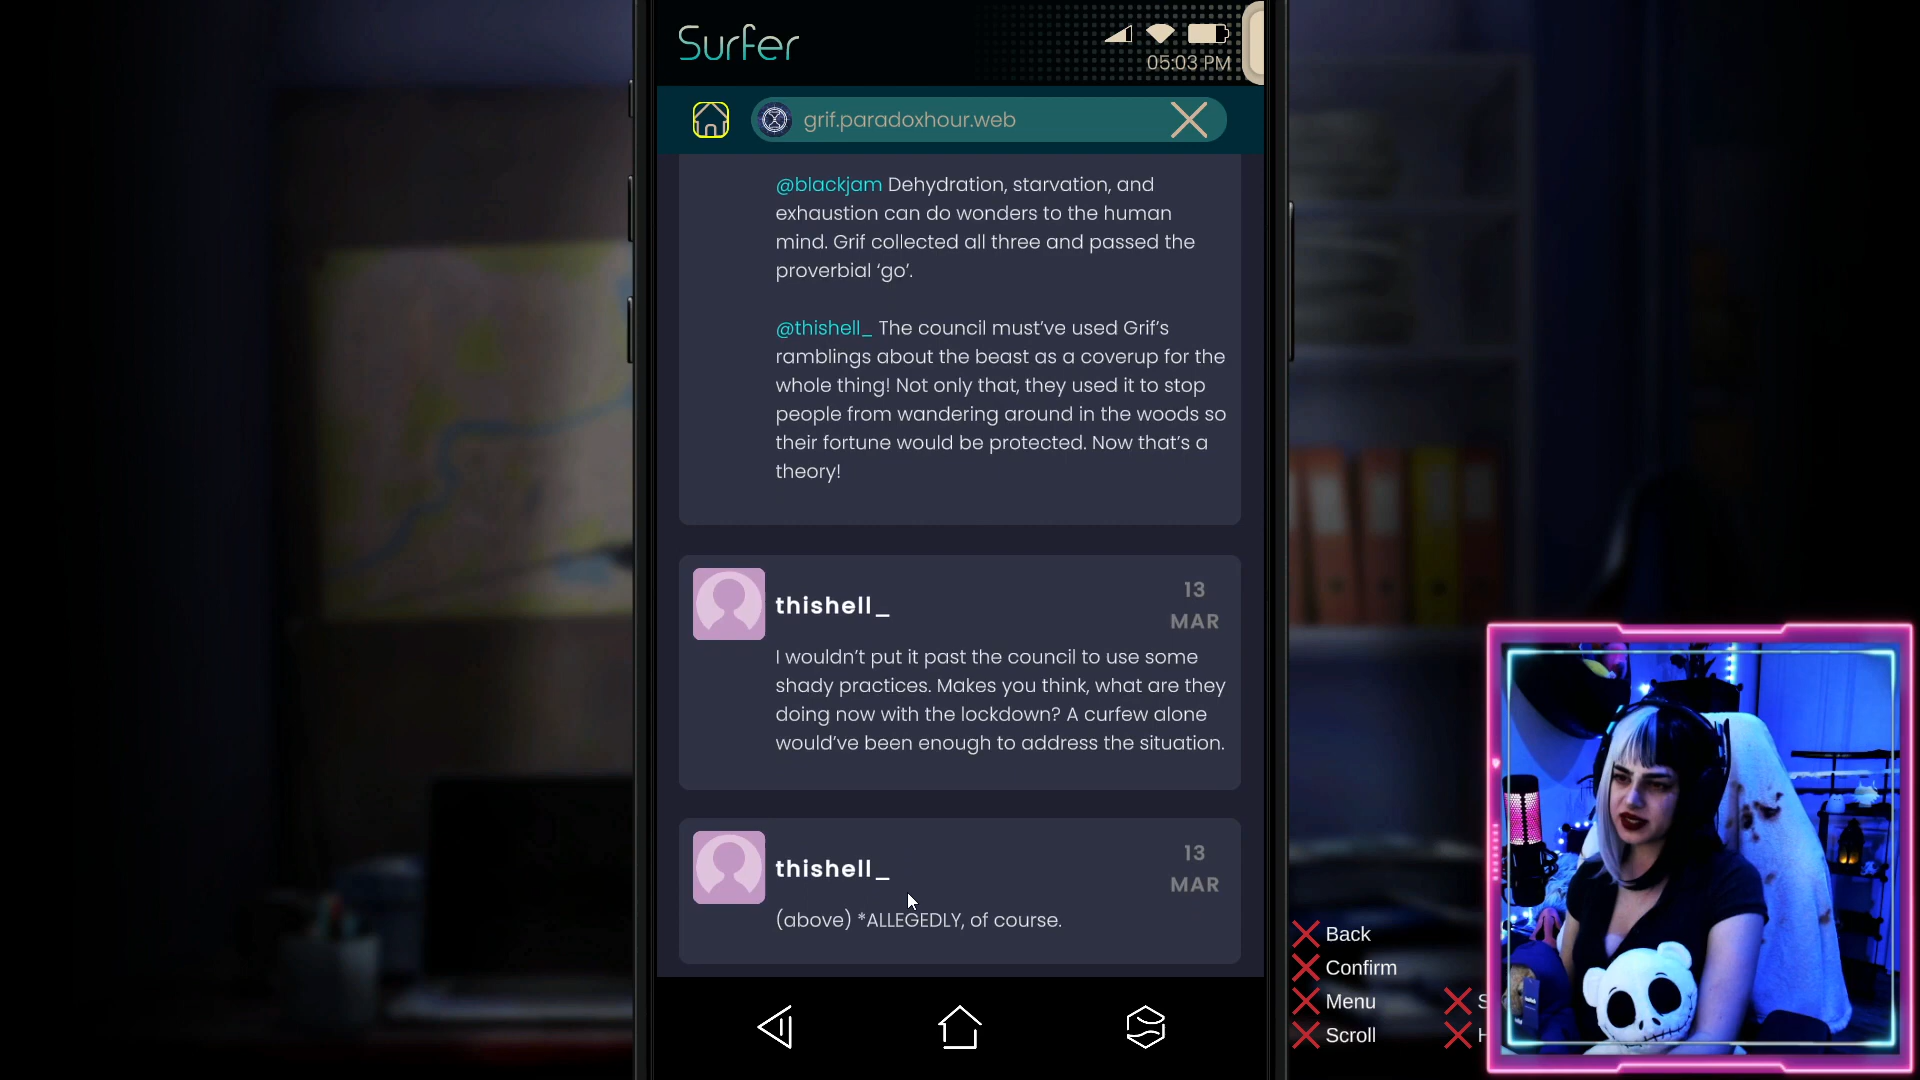 Surfer
05:03 PM
grif.paradoxhour.web
@blackjam Dehydration, starvation, and
exhaustion can do wonders to the human
mind. Grif collected all three and passed the
proverbial ‘go’.
@thishell_ The council must’ve used Grif’s
ramblings about the beast as a coverup for the
whole thing! Not only that, they used it to stop
people from wandering around in the woods so
their fortune would be protected. Now that’s a
theory!
thishell_
13
MAR
I wouldn’t put it past the council to use some
shady practices. Makes you think, what are they
doing now with the lockdown? A curfew alone
would’ve been enough to address the situation.
thishell_
13
MAR
(above) *ALLEGEDLY, of course.
Back
Confirm
Menu
Scroll